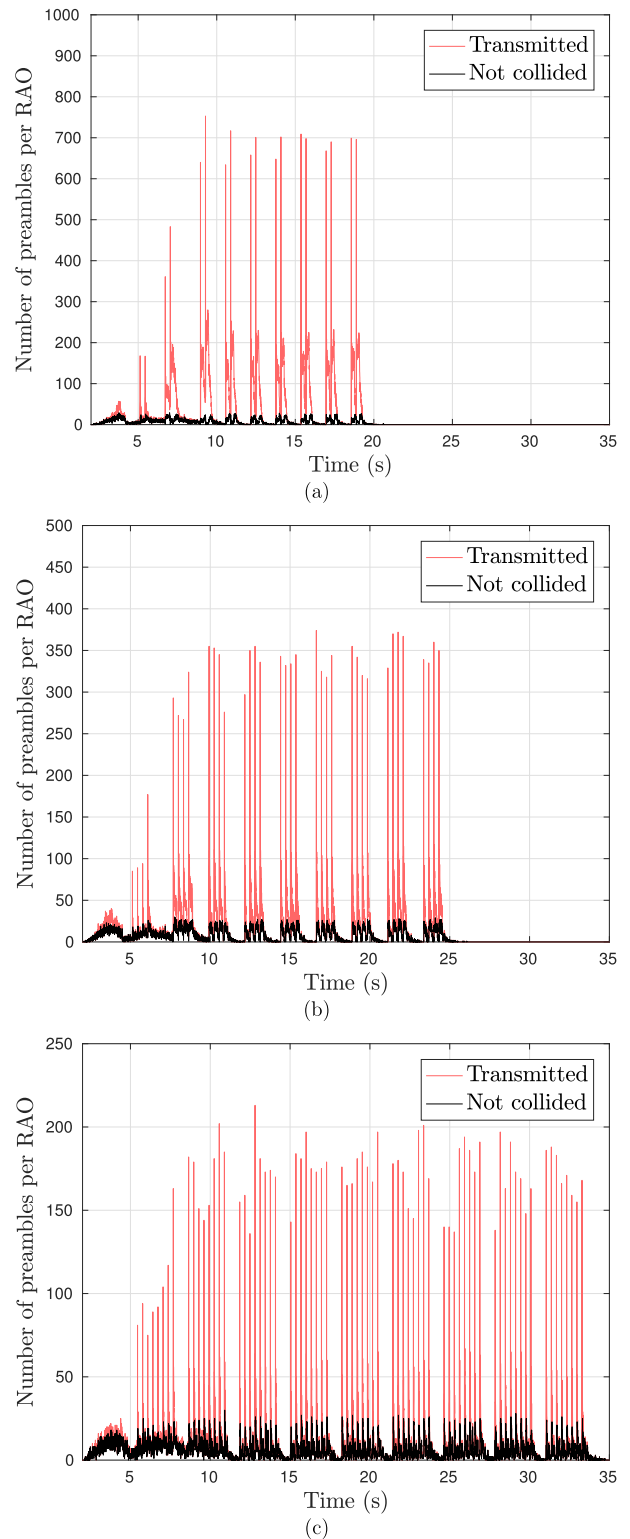 1000
900
800
700
600
500
400
300
200
100
0
Number of preambles per RAO
Transmitted
Not collided
5 10 15 20 25 30 35
Time (s)
(a)
500
450
400
350
300
250
200
150
100
50
0
Number of preambles per RAO
Transmitted
Not collided
5 10 15 20 25 30 35
Time (s)
(b)
250
200
150
100
50
0
Number of preambles per RAO
Transmitted
Not collided
5 10 15 20 25 30 35
Time (s)
(c)